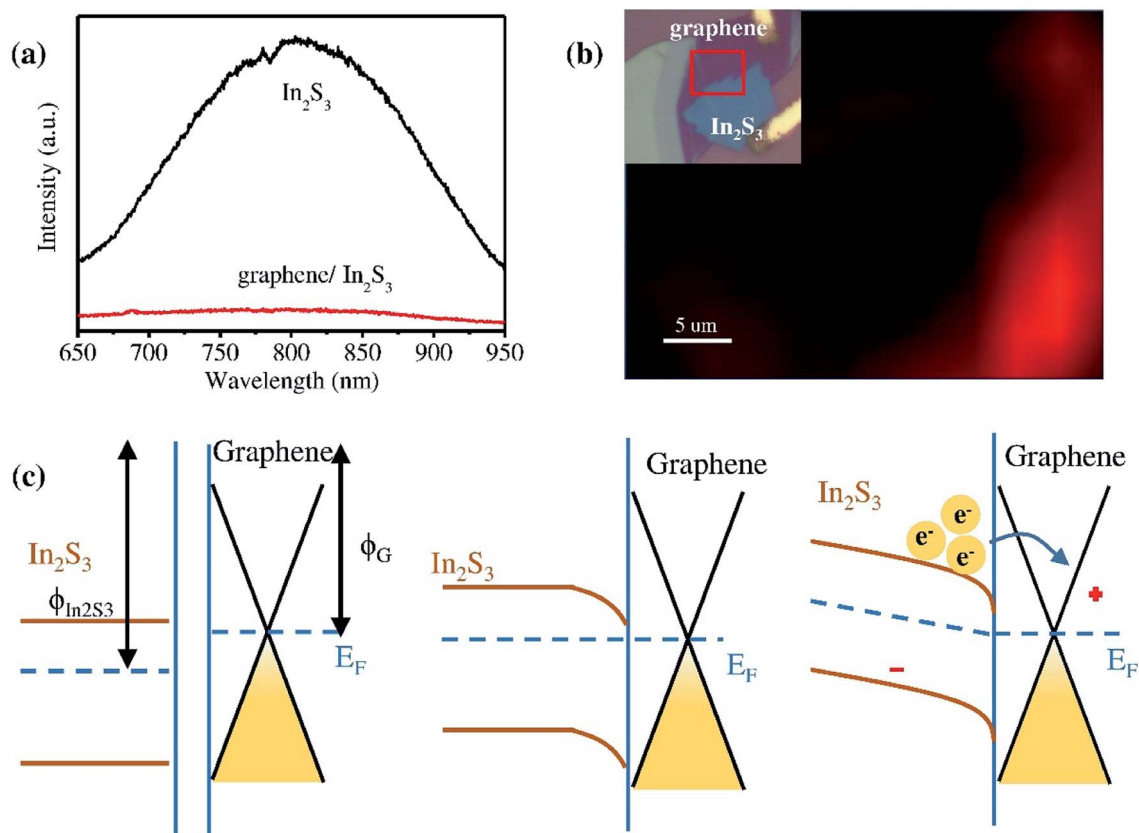 (a)
In₂S₃
graphene/ In₂S₃
Intensity (a.u.)
650 700 750 800 850 900 950
Wavelength (nm)
(b)
graphene
In₂S₃
5 um
(c)
Graphene
In₂S₃
ϕIn2S3
ϕG
EF
Graphene
In₂S₃
EF
Graphene
In₂S₃
e⁻
e⁻
e⁻
+
−
EF